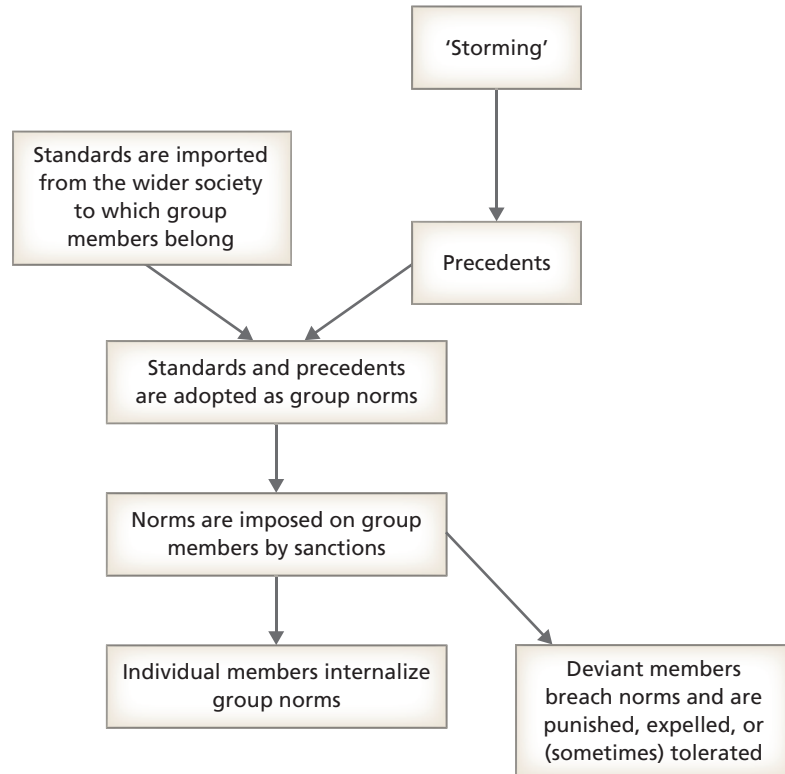 ‘Storming’
Standards are imported
from the wider society
to which group
members belong
Precedents
Standards and precedents
are adopted as group norms
Norms are imposed on group
members by sanctions
Individual members internalize
group norms
Deviant members
breach norms and are
punished, expelled, or
(sometimes) tolerated